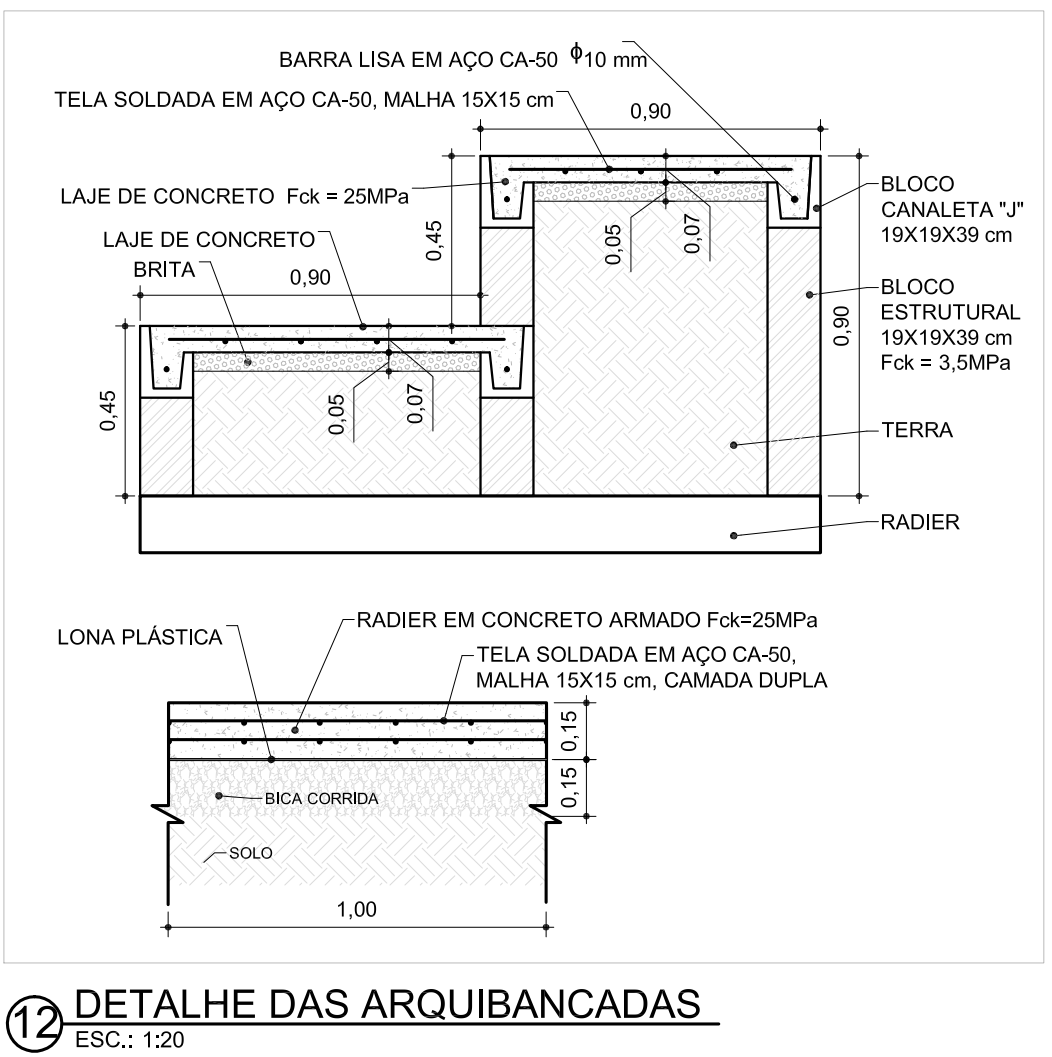 BARRA LISA EM AÇO CA-50 ϕ10 mm
TELA SOLDADA EM AÇO CA-50, MALHA 15X15 cm
0,90
LAJE DE CONCRETO Fck = 25MPa
BLOCO
CANALETA "J"
19X19X39 cm
0,45
0,05
0,07
LAJE DE CONCRETO
BRITA
0,90
BLOCO
ESTRUTURAL
19X19X39 cm
Fck = 3,5MPa
0,90
0,45
0,05
0,07
TERRA
RADIER
RADIER EM CONCRETO ARMADO Fck=25MPa
LONA PLÁSTICA
TELA SOLDADA EM AÇO CA-50,
MALHA 15X15 cm, CAMADA DUPLA
0,15
0,15
BICA CORRIDA
SOLO
1,00
12 DETALHE DAS ARQUIBANCADAS
ESC.: 1:20